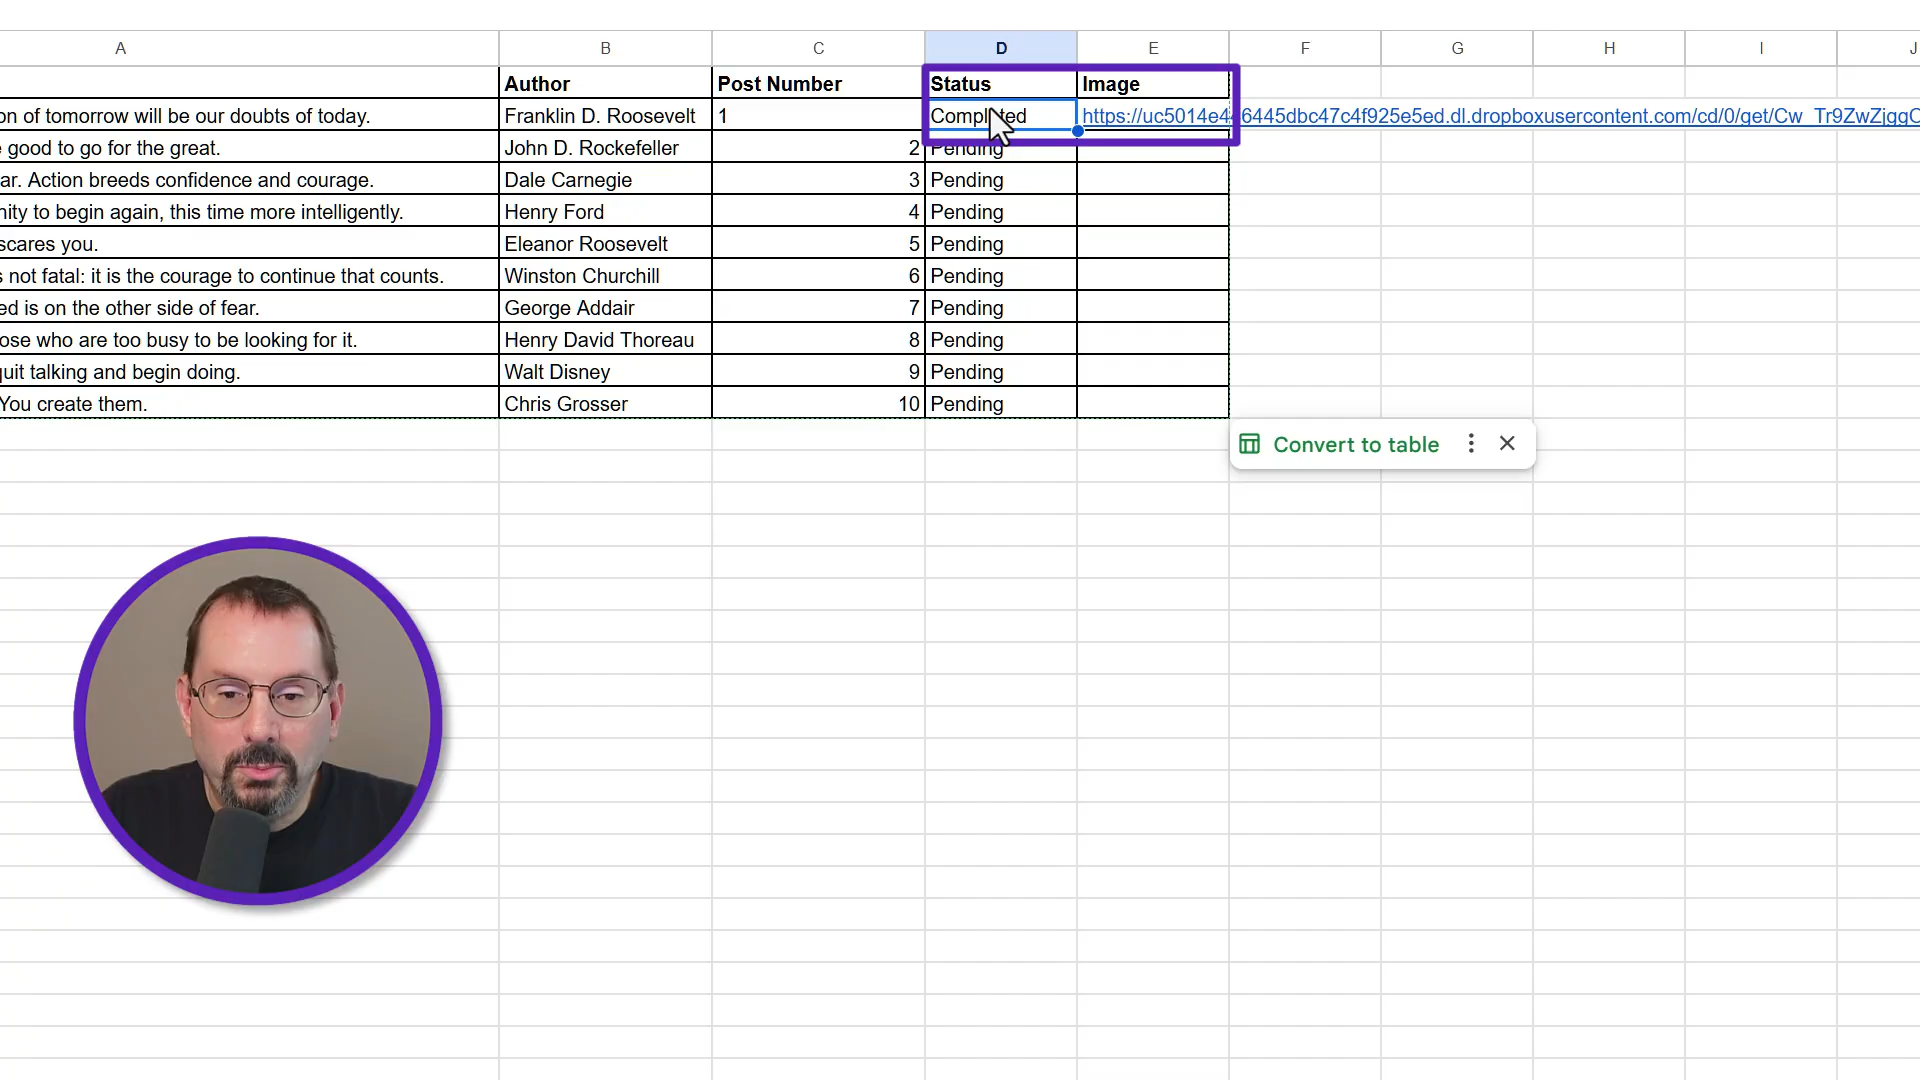 A B C D E F G H I J
Author Post Number Status Image
on of tomorrow will be our doubts of today. Franklin D. Roosevelt 1 Completed https://uc5014e4 6445dbc47c4f925e5ed.dl.dropboxusercontent.com/cd/0/get/Cw_Tr9ZwZjggC
e good to go for the great. John D. Rockefeller 2 Pending
ar. Action breeds confidence and courage. Dale Carnegie 3 Pending
nity to begin again, this time more intelligently. Henry Ford 4 Pending
scares you. Eleanor Roosevelt 5 Pending
s not fatal: it is the courage to continue that counts. Winston Churchill 6 Pending
ed is on the other side of fear. George Addair 7 Pending
ose who are too busy to be looking for it. Henry David Thoreau 8 Pending
quit talking and begin doing. Walt Disney 9 Pending
You create them. Chris Grosser 10 Pending
Convert to table